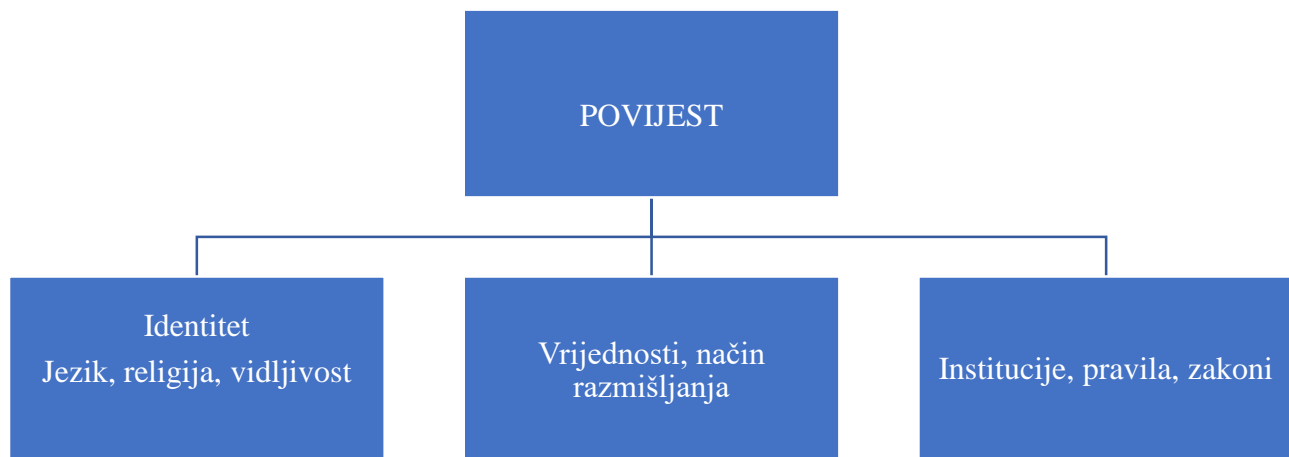 POVIJEST
Identitet
Jezik, religija, vidljivost
Vrijednosti, način
razmišljanja
Institucije, pravila, zakoni